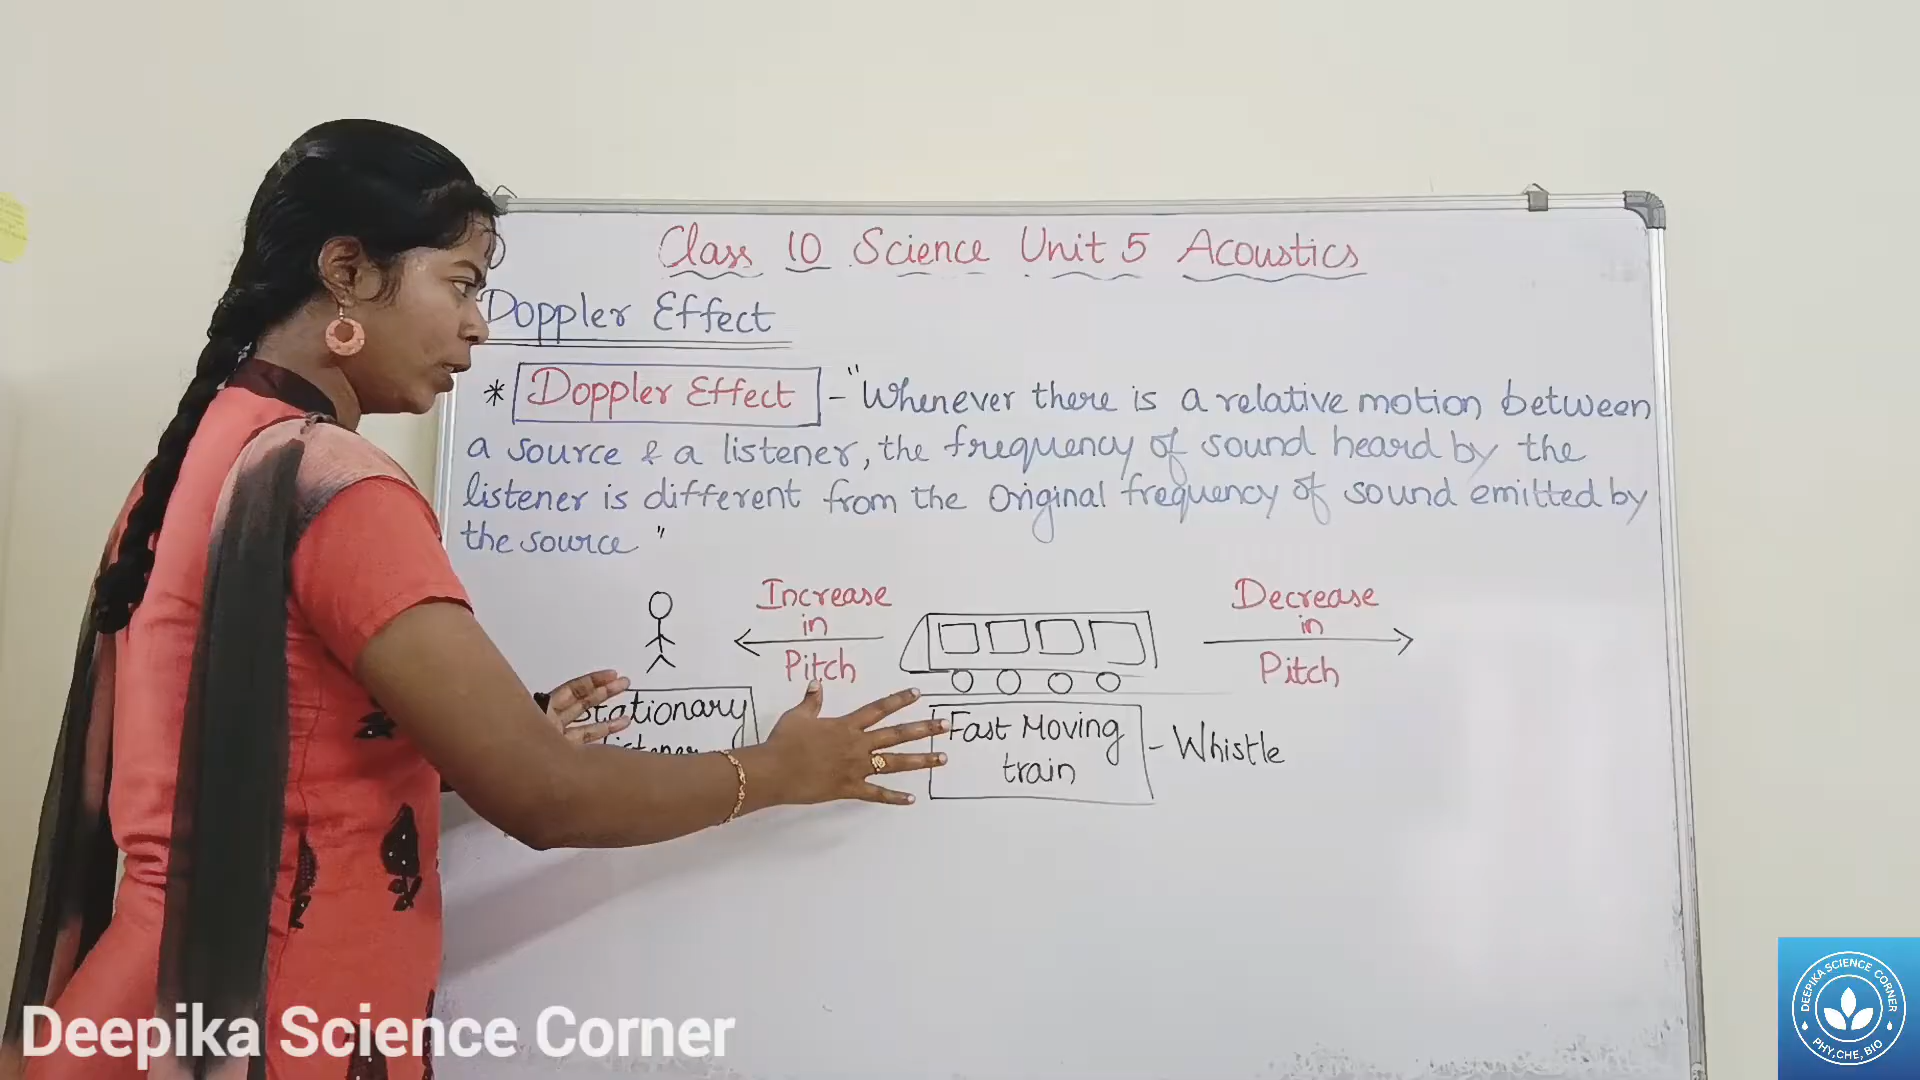 Class 10 Science Unit 5 Acoustics
Doppler Effect
* Doppler Effect - "Whenever there is a relative motion between
a source & a listener, the frequency of sound heard by the
listener is different from the original frequency of sound emitted by
the source"
Increase
in
Pitch
Decrease
in
Pitch
Stationary
listener
Fast Moving
train
- Whistle
Deepika Science Corner
DEEPIKA SCIENCE CORNER
PHY,CHE,BIO